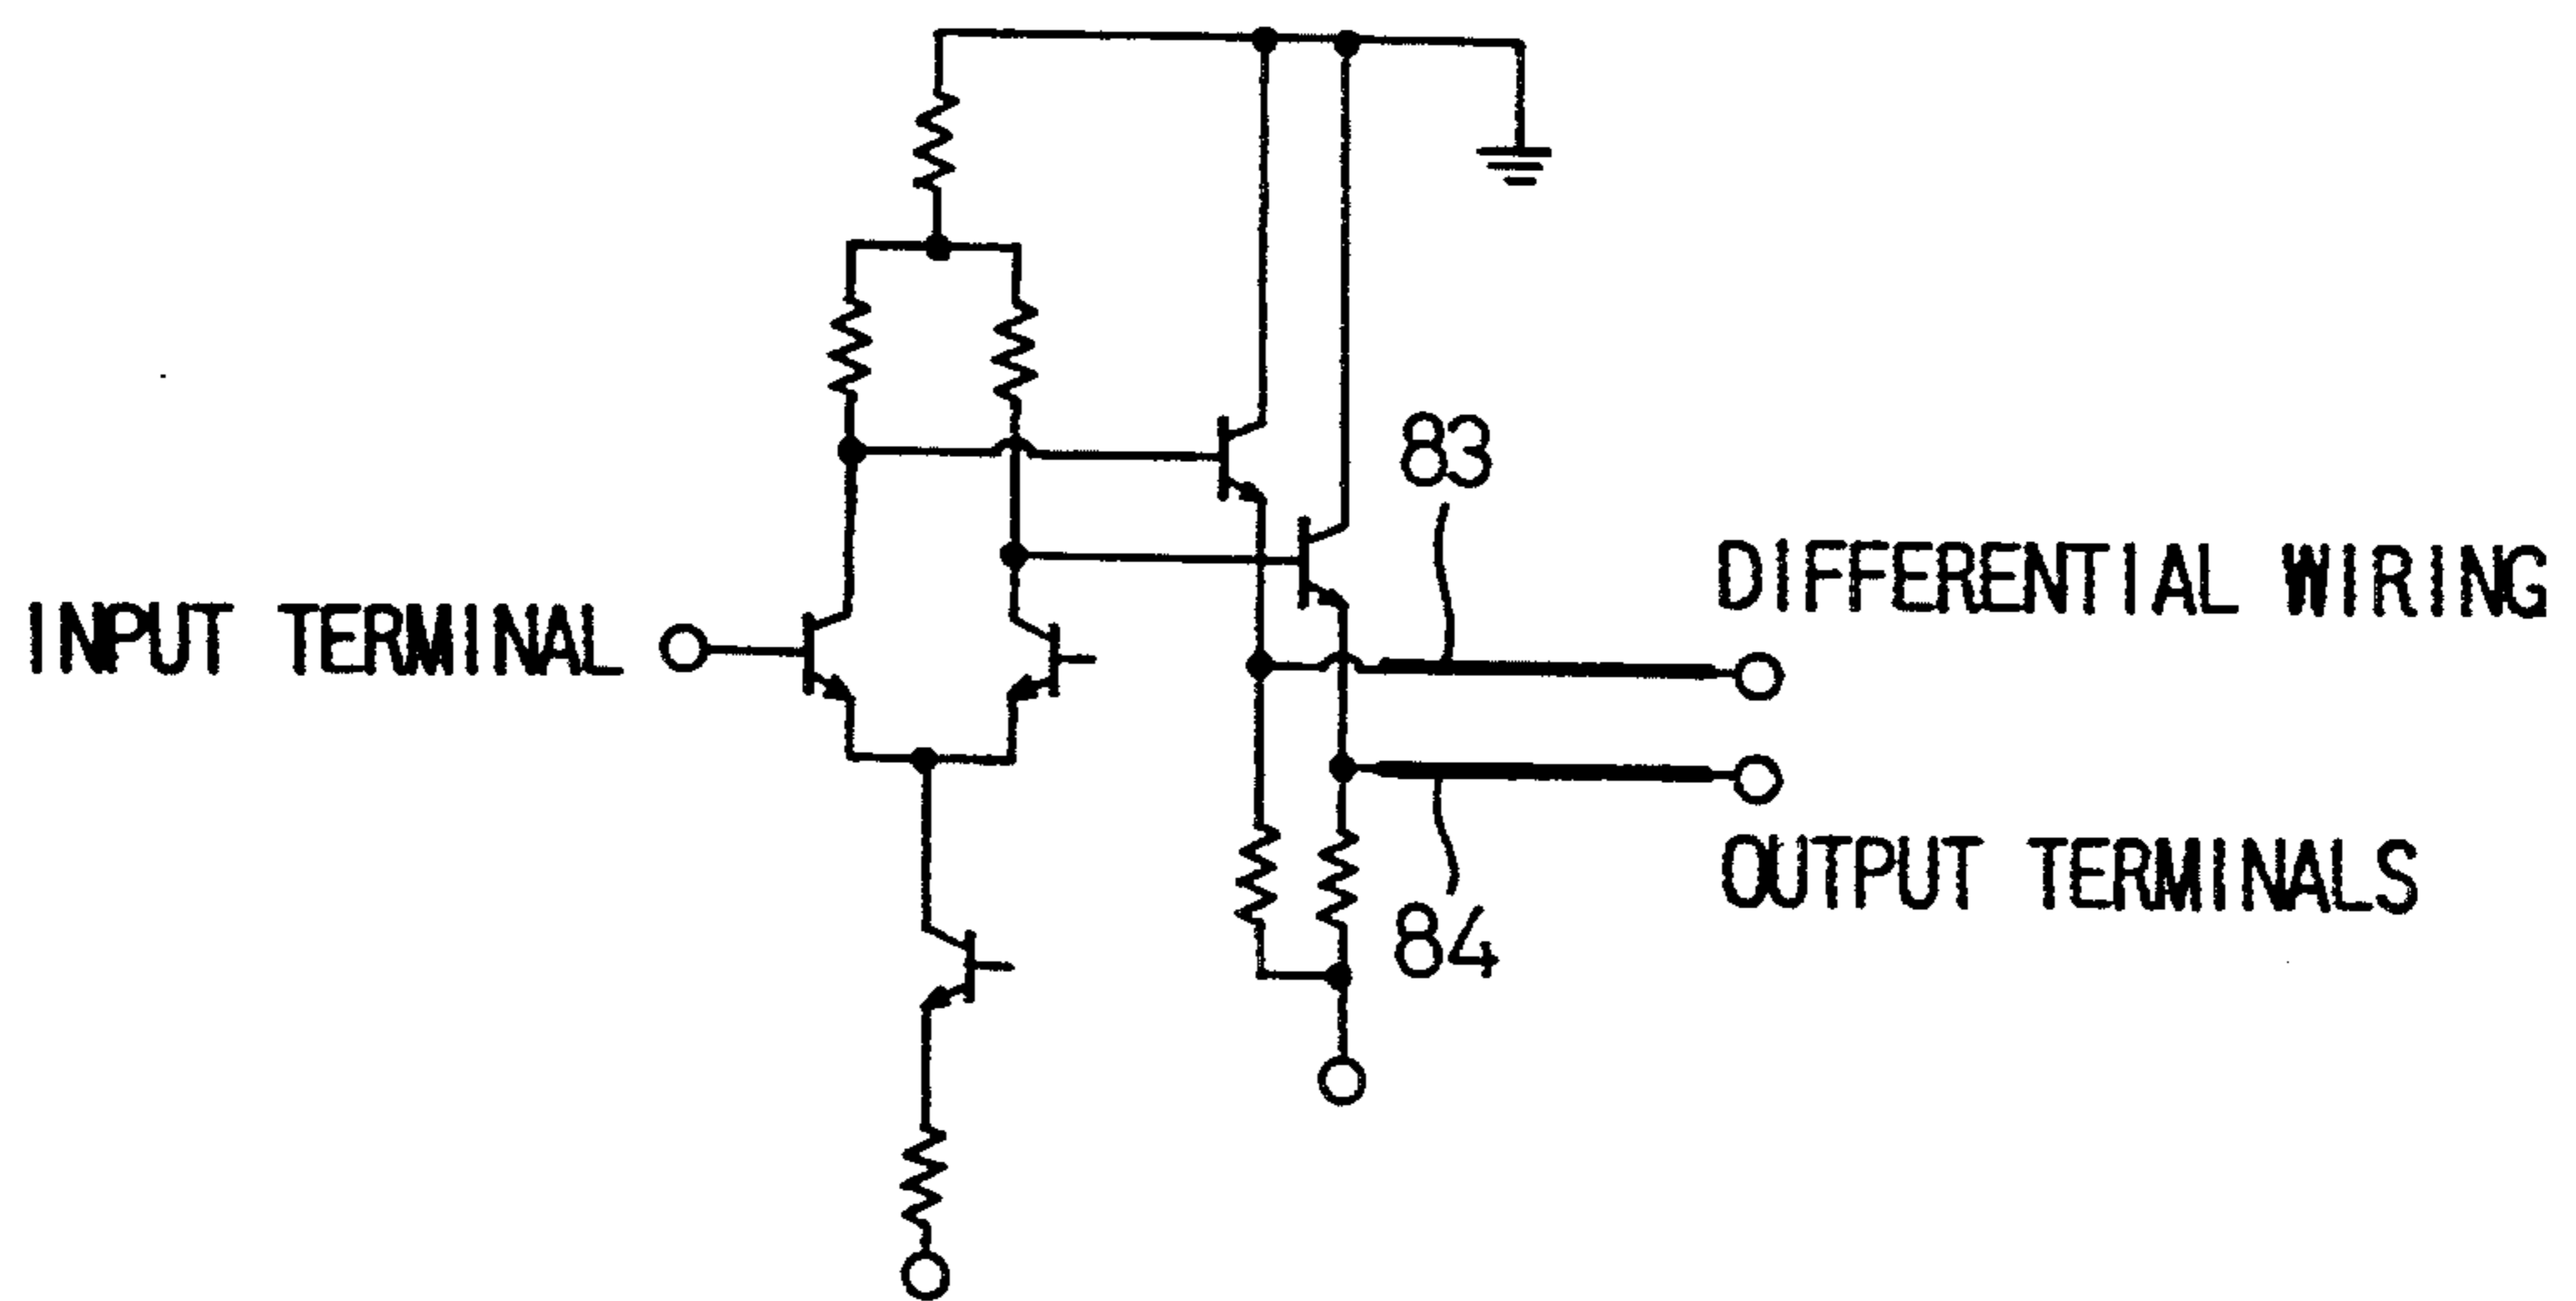 83
DIFFERENTIAL WIRING
INPUT TERMINAL
OUTPUT TERMINALS
84